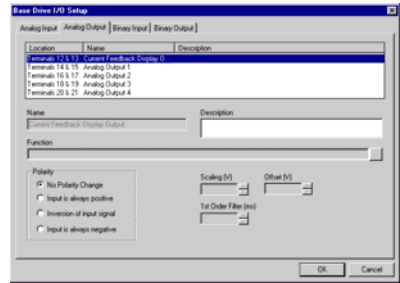 Base Drive I/O Setup
Analog Input Analog Output Binary Input Binary Output
Location Name Description
Terminals 12 & 13 Current Feedback Display O...
Terminals 14 & 15 Analog Output 1
Terminals 16 & 17 Analog Output 2
Terminals 18 & 19 Analog Output 3
Terminals 20 & 21 Analog Output 4
Name Description
Current Feedback Display Output
Function
Polarity
No Polarity Change
Input is always positive
Inversion of input signal
Input is always negative
Scaling (V) Offset (V)
1st Order Filter (ms)
OK Cancel